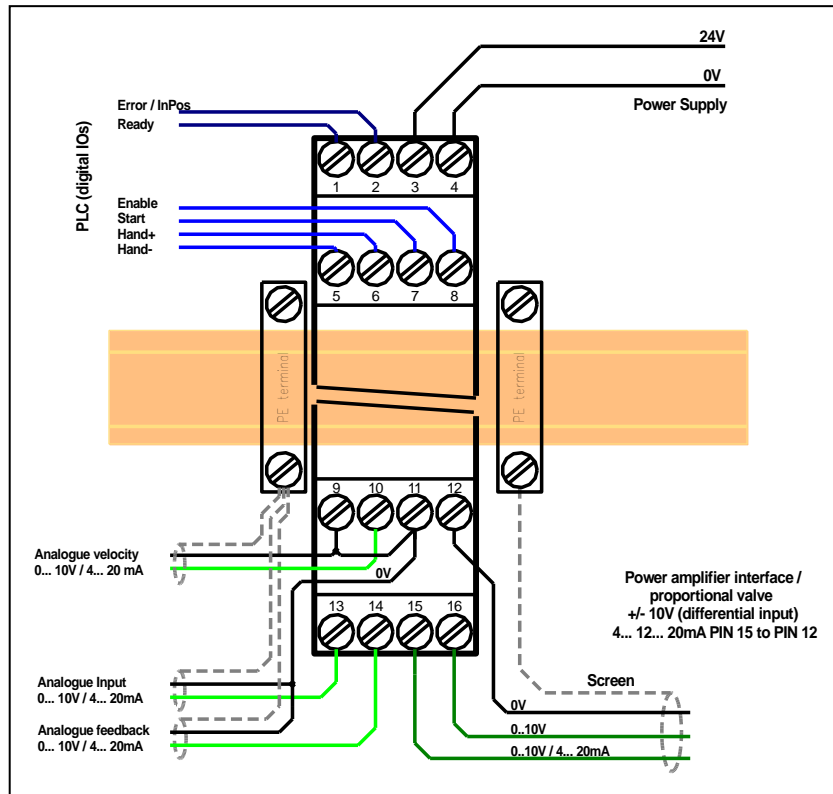 24V
0V
Power Supply
Error / InPos
Ready
PLC (digital IOs)
1 2 3 4
Enable
Start
Hand+
Hand-
5 6 7 8
PE terminal
PE terminal
9 10 11 12
Analogue velocity
0... 10V / 4... 20 mA
0V
13 14 15 16
Power amplifier interface /
proportional valve
+/- 10V (differential input)
4... 12... 20mA PIN 15 to PIN 12
Analogue Input
0... 10V / 4... 20mA
Screen
0V
Analogue feedback
0... 10V / 4... 20mA
0..10V
0..10V / 4... 20mA